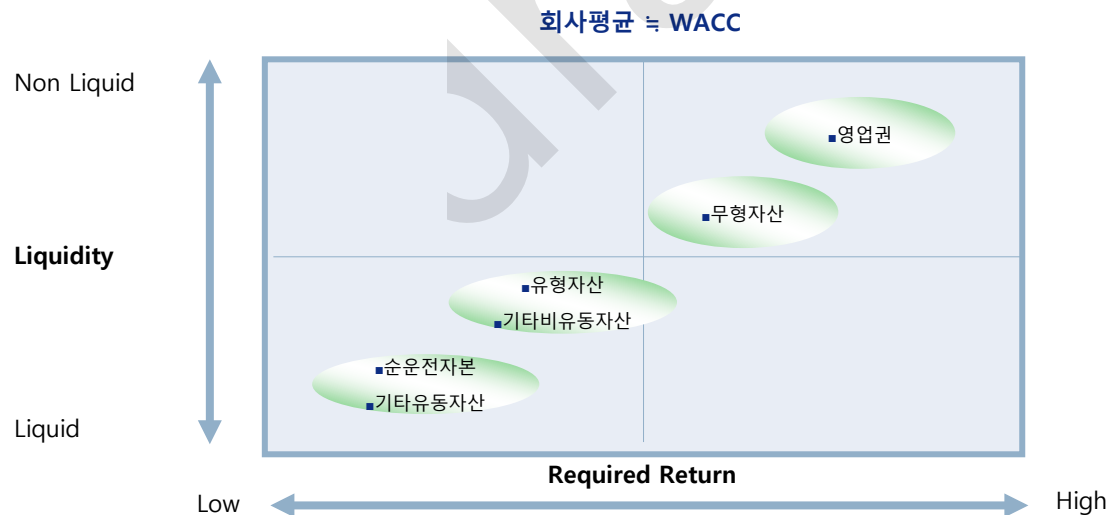 회사평균 ≒ WACC
Non Liquid
▪영업권
▪무형자산
Liquidity
▪유형자산
▪기타비유동자산
▪순운전자본
▪기타유동자산
Liquid
Required Return
Low
High